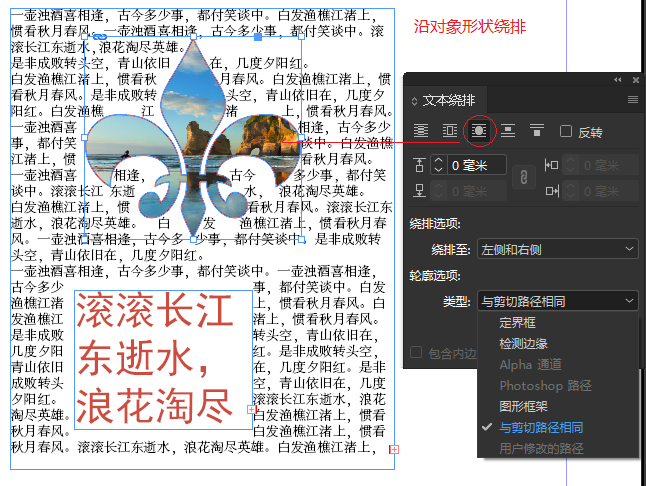 沿对象形状绕排
一壶浊酒喜相逢，古今多少事，都付笑谈中。白发渔樵江渚上，
惯看秋月春风。一壶浊酒喜相逢，古今多少事，都付笑谈中。滚
滚长江东逝水，浪花淘尽英雄。
是非成败转头空，青山依旧 在，几度夕阳红。
白发渔樵江渚上，惯看秋 月春风。白发渔樵江渚上，惯
看秋月春风。是非成败转 头空，青山依旧在，几度夕
阳红。白发渔樵 江 渚 上，惯看秋月春风。
一壶浊酒喜 相逢，古今多少
事，都付 谈中。白发渔樵
江渚上，惯 看秋月春风。
一壶浊酒喜 相逢， 古今 多少事，都付笑
谈中。滚滚长江 东逝 水， 浪花淘尽英雄。
白发渔樵江渚上，惯 看秋月春风。滚滚长江东
逝水，浪花淘尽英雄。 白 发 渔樵江渚上，惯看秋月春
风。一壶浊酒喜相逢，古今多 少事，都付笑谈中。是非成败转
头空，青山依旧在，几度夕阳红。
一壶浊酒喜相逢，古今多少事，都付笑谈中。一壶浊酒喜相逢，
古今多少 事，都付笑谈中。白发
渔樵江渚 上，惯看秋月春风。白
发渔樵江 渚上，惯看秋月春风。
是非成败 转头空，青山依旧在，
几度夕阳 红。是非成败转头空，
青山依旧 在，几度夕阳红。是非
成败转头 空，青山依旧在，几度
夕阳红。 滚滚长江东逝水，浪花
淘尽英雄。 白发渔樵江渚上，惯看
秋月春风。 白发渔樵江渚上，惯看
秋月春风。滚滚长江东逝水，浪花淘尽英雄。白发渔樵江渚上，
滚滚长江
东逝水，
浪花淘尽
文本绕排
反转
0 毫米
0 毫米
0 毫米
0 毫米
绕排选项:
绕排至: 左侧和右侧
轮廓选项:
类型: 与剪切路径相同
包含内边
定界框
检测边缘
Alpha 通道
Photoshop 路径
图形框架
与剪切路径相同
用户修改的路径